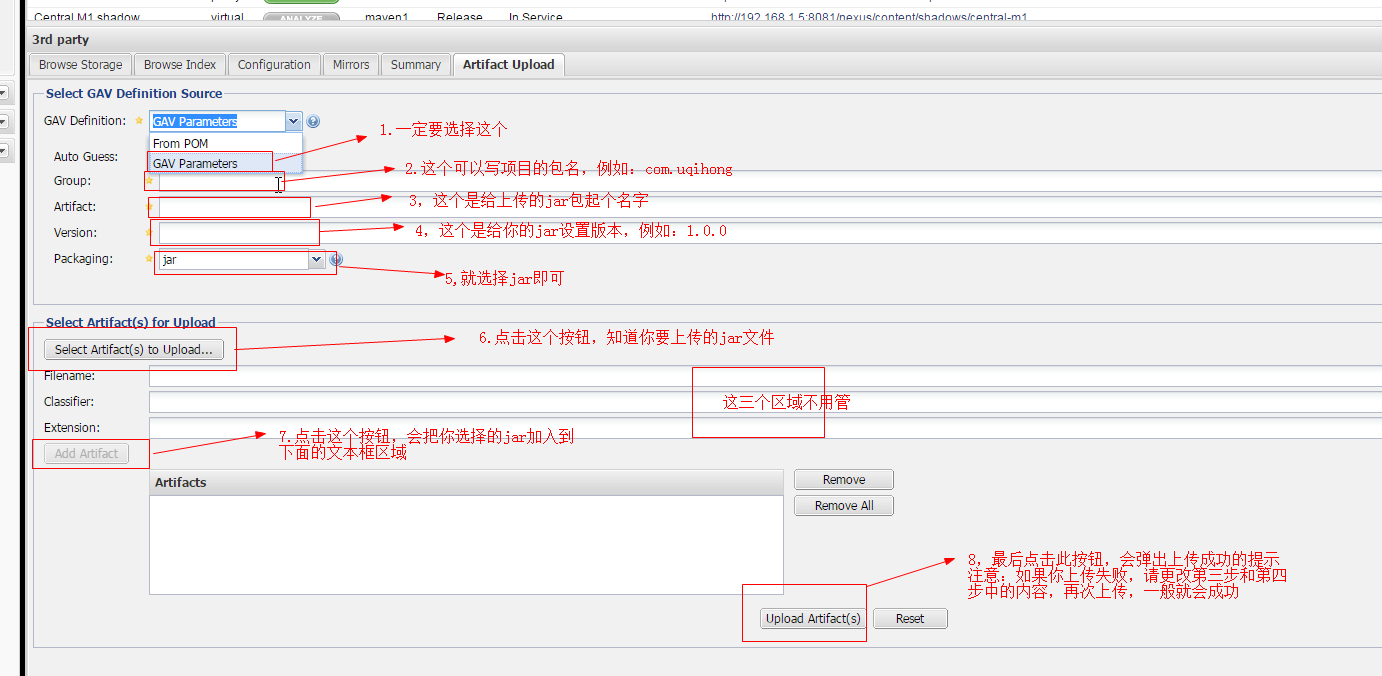 Central M1 shadow virtual ANALYZE maven1 Release In Service http://192.168.1.5:8081/nexus/content/shadows/central-m1
3rd party
Browse Storage Browse Index Configuration Mirrors Summary Artifact Upload
Select GAV Definition Source
GAV Definition: GAV Parameters
1.一定要选择这个
From POM
Auto Guess:
GAV Parameters
2.这个可以写项目的包名，例如：com.uqihong
Group:
3，这个是给上传的jar包起个名字
Artifact:
4，这个是给你的jar设置版本，例如：1.0.0
Version:
Packaging: jar
5,就选择jar即可
Select Artifact(s) for Upload
6.点击这个按钮，知道你要上传的jar文件
Select Artifact(s) to Upload...
Filename:
Classifier:
这三个区域不用管
Extension:
7.点击这个按钮，会把你选择的jar加入到
下面的文本框区域
Add Artifact
Artifacts
Remove
Remove All
8，最后点击此按钮，会弹出上传成功的提示
注意：如果你上传失败，请更改第三步和第四
步中的内容，再次上传，一般就会成功
Upload Artifact(s) Reset